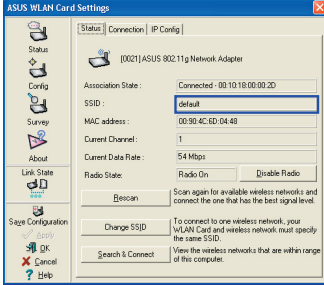 ASUS WLAN Card Settings
Status
Config
Survey
About
Link State
Save Configuration
Apply
OK
Cancel
Help
Status Connection IP Config
[0021] ASUS 802.11g Network Adapter
Association State : Connected - 00:10:18:00:00:2D
SSID : default
MAC address : 00:90:4C:6D:04:48
Current Channel : 1
Current Data Rate : 54 Mbps
Radio State: Radio On Disable Radio
Rescan
Scan again for available wireless networks and
connect the one that has the best signal level.
Change SSID
To connect to one wireless network, your
WLAN Card and wireless network must specify
the same SSID.
Search & Connect
View the wireless networks that are within range
of this computer.